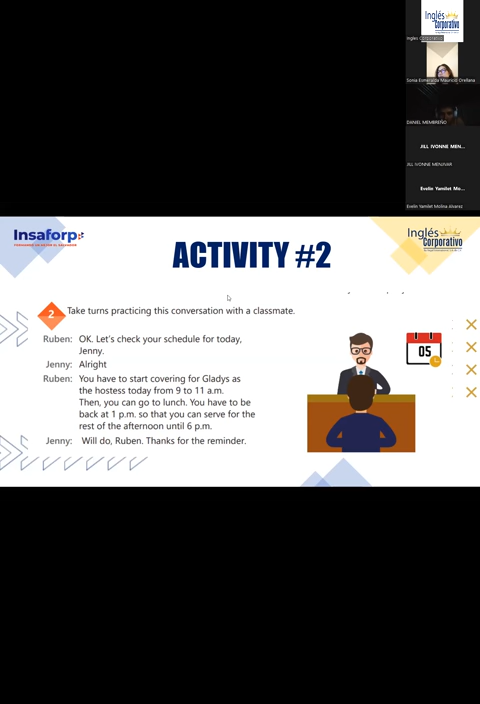 Inglés
Corporativo
Inglés Corporativo
Sonia Esmeralda Mauricio Orellana
DANIEL MEMBREÑO
JILL IVONNE MEN...
JILL IVONNE MENJIVAR
Evelin Yamilet Mo...
Evelin Yamilet Molina Alvarez
Insaforp
Inglés
Corporativo
ACTIVITY #2
2 Take turns practicing this conversation with a classmate.
Ruben: OK. Let's check your schedule for today,
Jenny.
Jenny: Alright
Ruben: You have to start covering for Gladys as
the hostess today from 9 to 11 a.m.
Then, you can go to lunch. You have to be
back at 1 p.m. so that you can serve for the
rest of the afternoon until 6 p.m.
Jenny: Will do, Ruben. Thanks for the reminder.
05